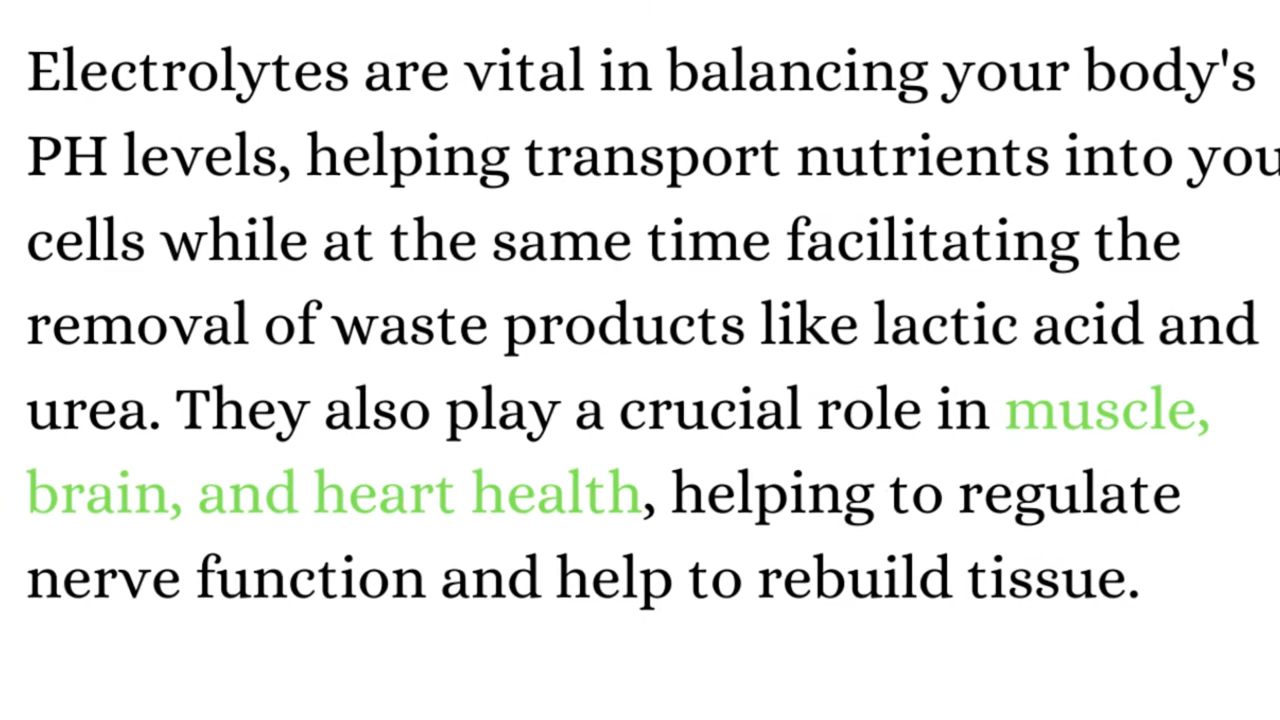 Electrolytes are vital in balancing your body's
PH levels, helping transport nutrients into you
cells while at the same time facilitating the
removal of waste products like lactic acid and
urea. They also play a crucial role in muscle,
brain, and heart health, helping to regulate
nerve function and help to rebuild tissue.